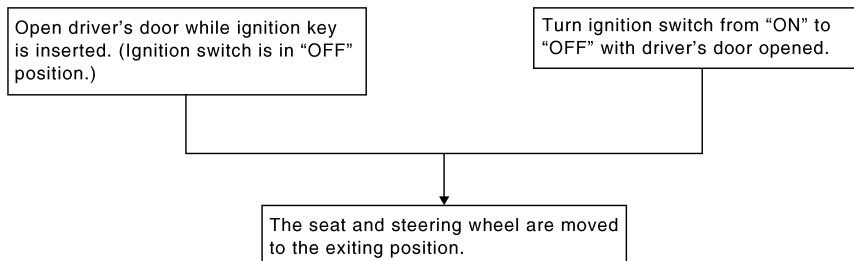 Open driver's door while ignition key
is inserted. (Ignition switch is in “OFF”
position.)
Turn ignition switch from “ON” to
“OFF” with driver's door opened.
The seat and steering wheel are moved
to the exiting position.